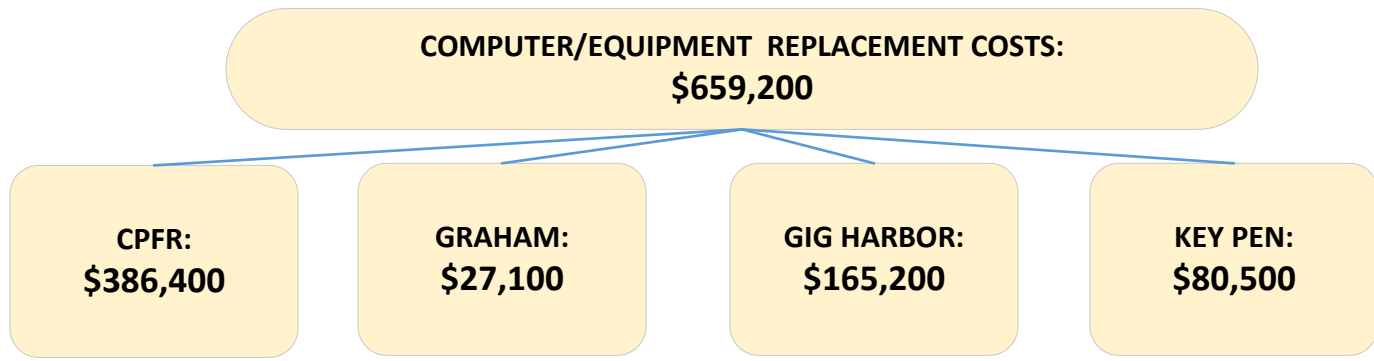 COMPUTER/EQUIPMENT REPLACEMENT COSTS:
$659,200
CPFR:
$386,400
GRAHAM:
$27,100
GIG HARBOR:
$165,200
KEY PEN:
$80,500